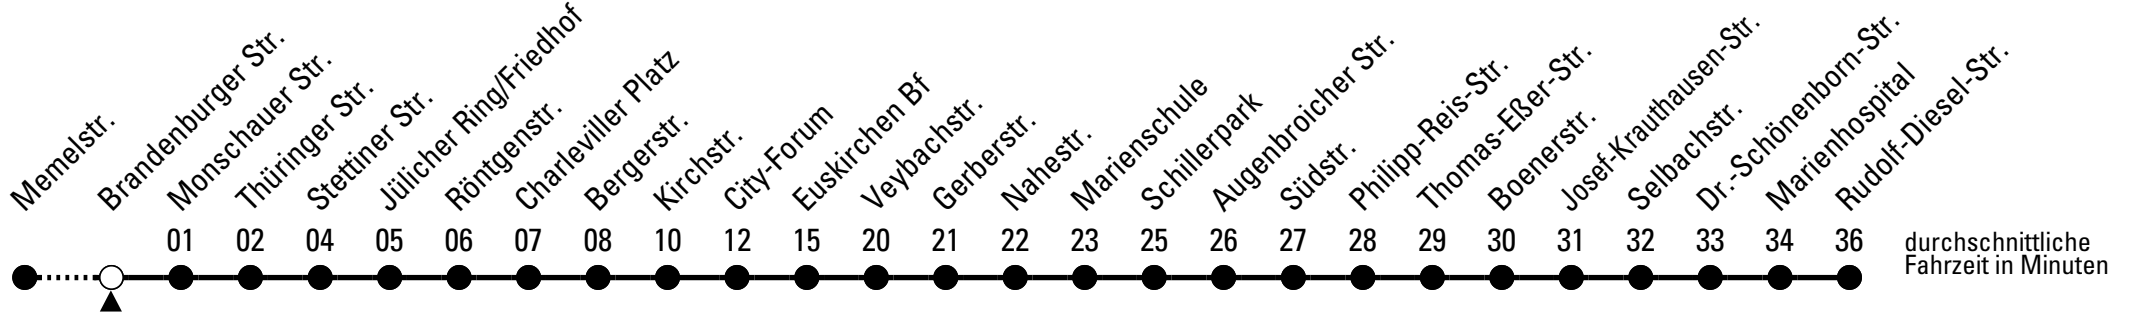 Memelstr.
Brandenburger Str.
Monschauer Str.
Thüringer Str.
Stettiner Str.
Jülicher Ring/Friedhof
Röntgenstr.
Charleviller Platz
Bergerstr.
Kirchstr.
City-Forum
Euskirchen Bf
Veybachstr.
Gerberstr.
Nahestr.
Marienschule
Schillerpark
Augenbroicher Str.
Südstr.
Philipp-Reis-Str.
Thomas-Eßer-Str.
Boenerstr.
Josef-Krauthausen-Str.
Selbachstr.
Dr.-Schönenborn-Str.
Marienhospital
Rudolf-Diesel-Str.
01 02 04 05 06 07 08 10 12 15 20 21 22 23 25 26 27 28 29 30 31 32 33 34 36
durchschnittliche
Fahrzeit in Minuten